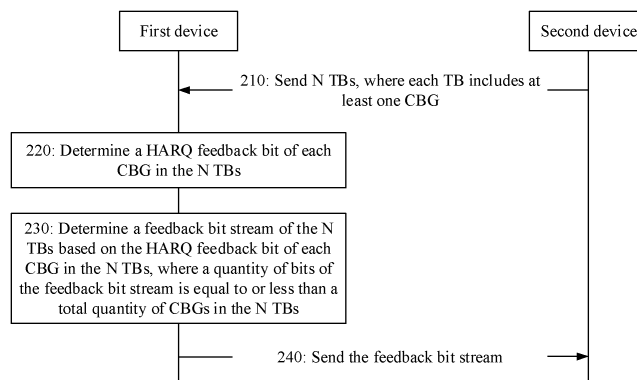 First device
Second device
210: Send N TBs, where each TB includes at
least one CBG
220: Determine a HARQ feedback bit of each
CBG in the N TBs
230: Determine a feedback bit stream of the N
TBs based on the HARQ feedback bit of each
CBG in the N TBs, where a quantity of bits of
the feedback bit stream is equal to or less than a
total quantity of CBGs in the N TBs
240: Send the feedback bit stream